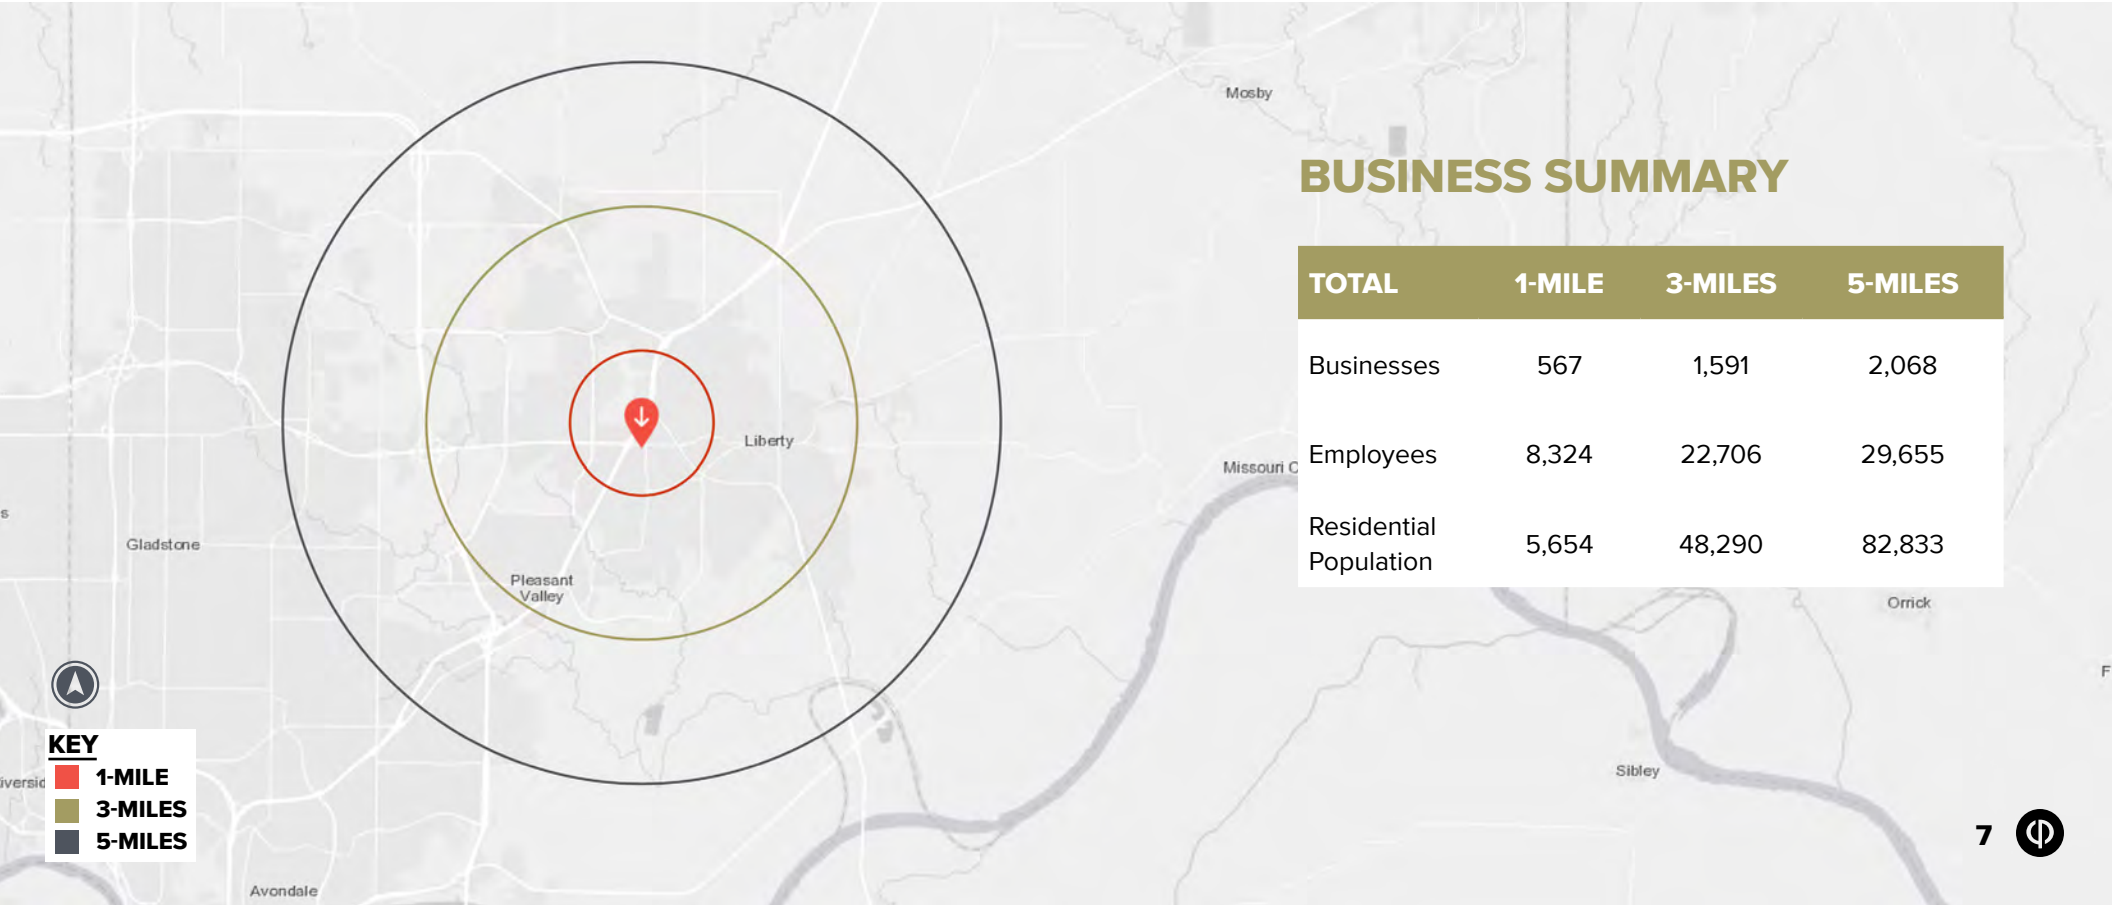 Mosby
BUSINESS SUMMARY
TOTAL 1-MILE 3-MILES 5-MILES
Businesses 567 1,591 2,068
Liberty
Employees 8,324 22,706 29,655
Missouri C
s
Residential
Population 5,654 48,290 82,833
Gladstone
Pleasant
Valley
Orrick
F
KEY
1-MILE
3-MILES
5-MILES
iversid
Sibley
7
Avondale